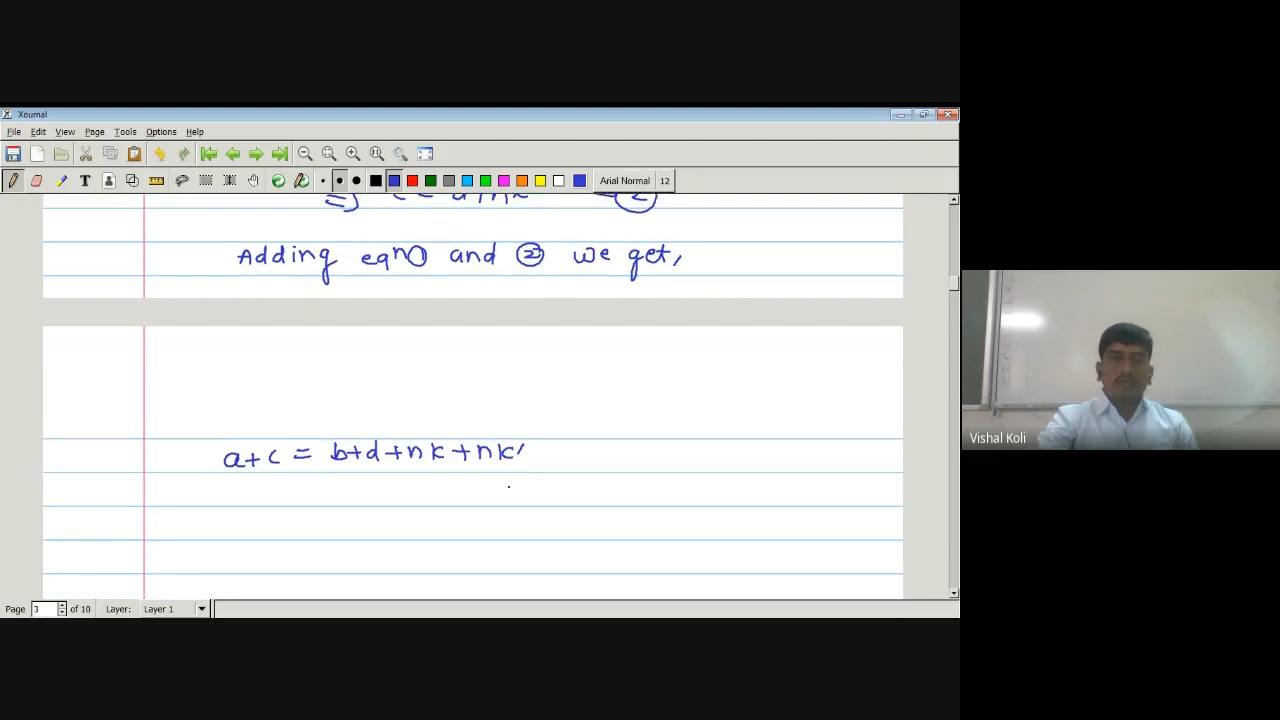 Xournal
File Edit View Page Tools Options Help
Arial Normal 12
②
Adding eqn① and ② we get,
a+c = b+d+nk+nk'
Page 3 of 10 Layer: Layer 1
Vishal Koli